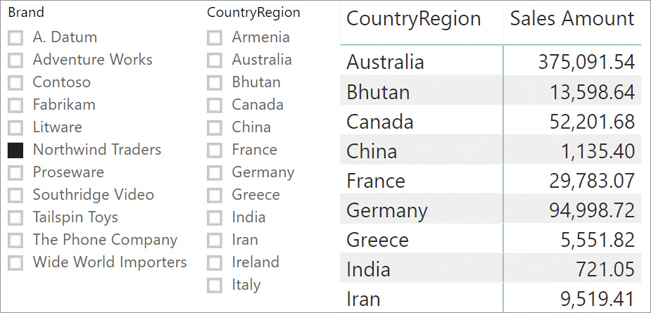 Brand
A. Datum
Adventure Works
Contoso
Fabrikam
Litware
Northwind Traders
Proseware
Southridge Video
Tailspin Toys
The Phone Company
Wide World Importers
CountryRegion
Armenia
Australia
Bhutan
Canada
China
France
Germany
Greece
India
Iran
Ireland
Italy
CountryRegion Sales Amount
Australia 375,091.54
Bhutan 13,598.64
Canada 52,201.68
China 1,135.40
France 29,783.07
Germany 94,998.72
Greece 5,551.82
India 721.05
Iran 9,519.41